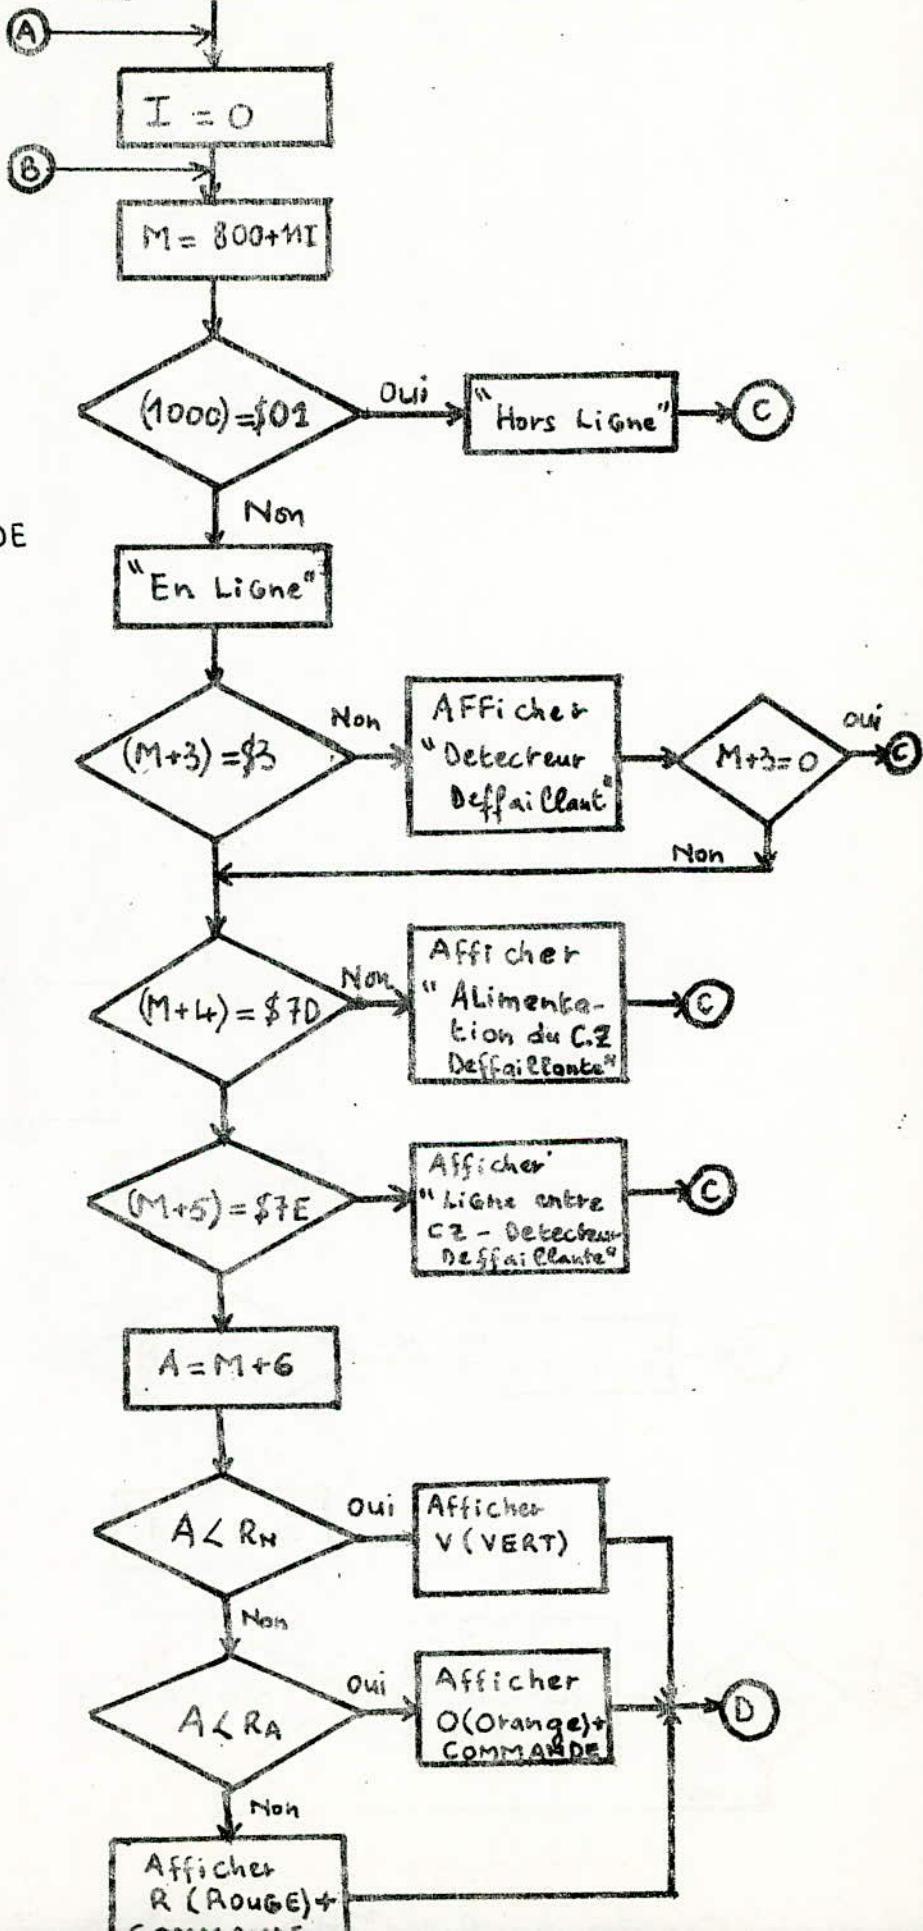 A
I = 0
B
M = 800+11I
(1000)=$01
Oui
"Hors Ligne"
C
Non
DE
"En Ligne"
(M+3)=$3
Non
AFFicher
"Detecteur
Deffaillant"
M+3=0
oui
C
Non
(M+4)=$7D
Non
Afficher
"ALimenta-
tion du C.Z
Deffaillante"
C
(M+5)=$7E
Afficher
"Ligne entre
CZ - Detecteur
Deffaillante"
C
A=M+6
A<RN
Oui
Afficher
V (VERT)
Non
A<RA
Oui
Afficher
O(Orange)+
COMMANDE
D
Non
Afficher
R (ROUGE)+
COMMANDE